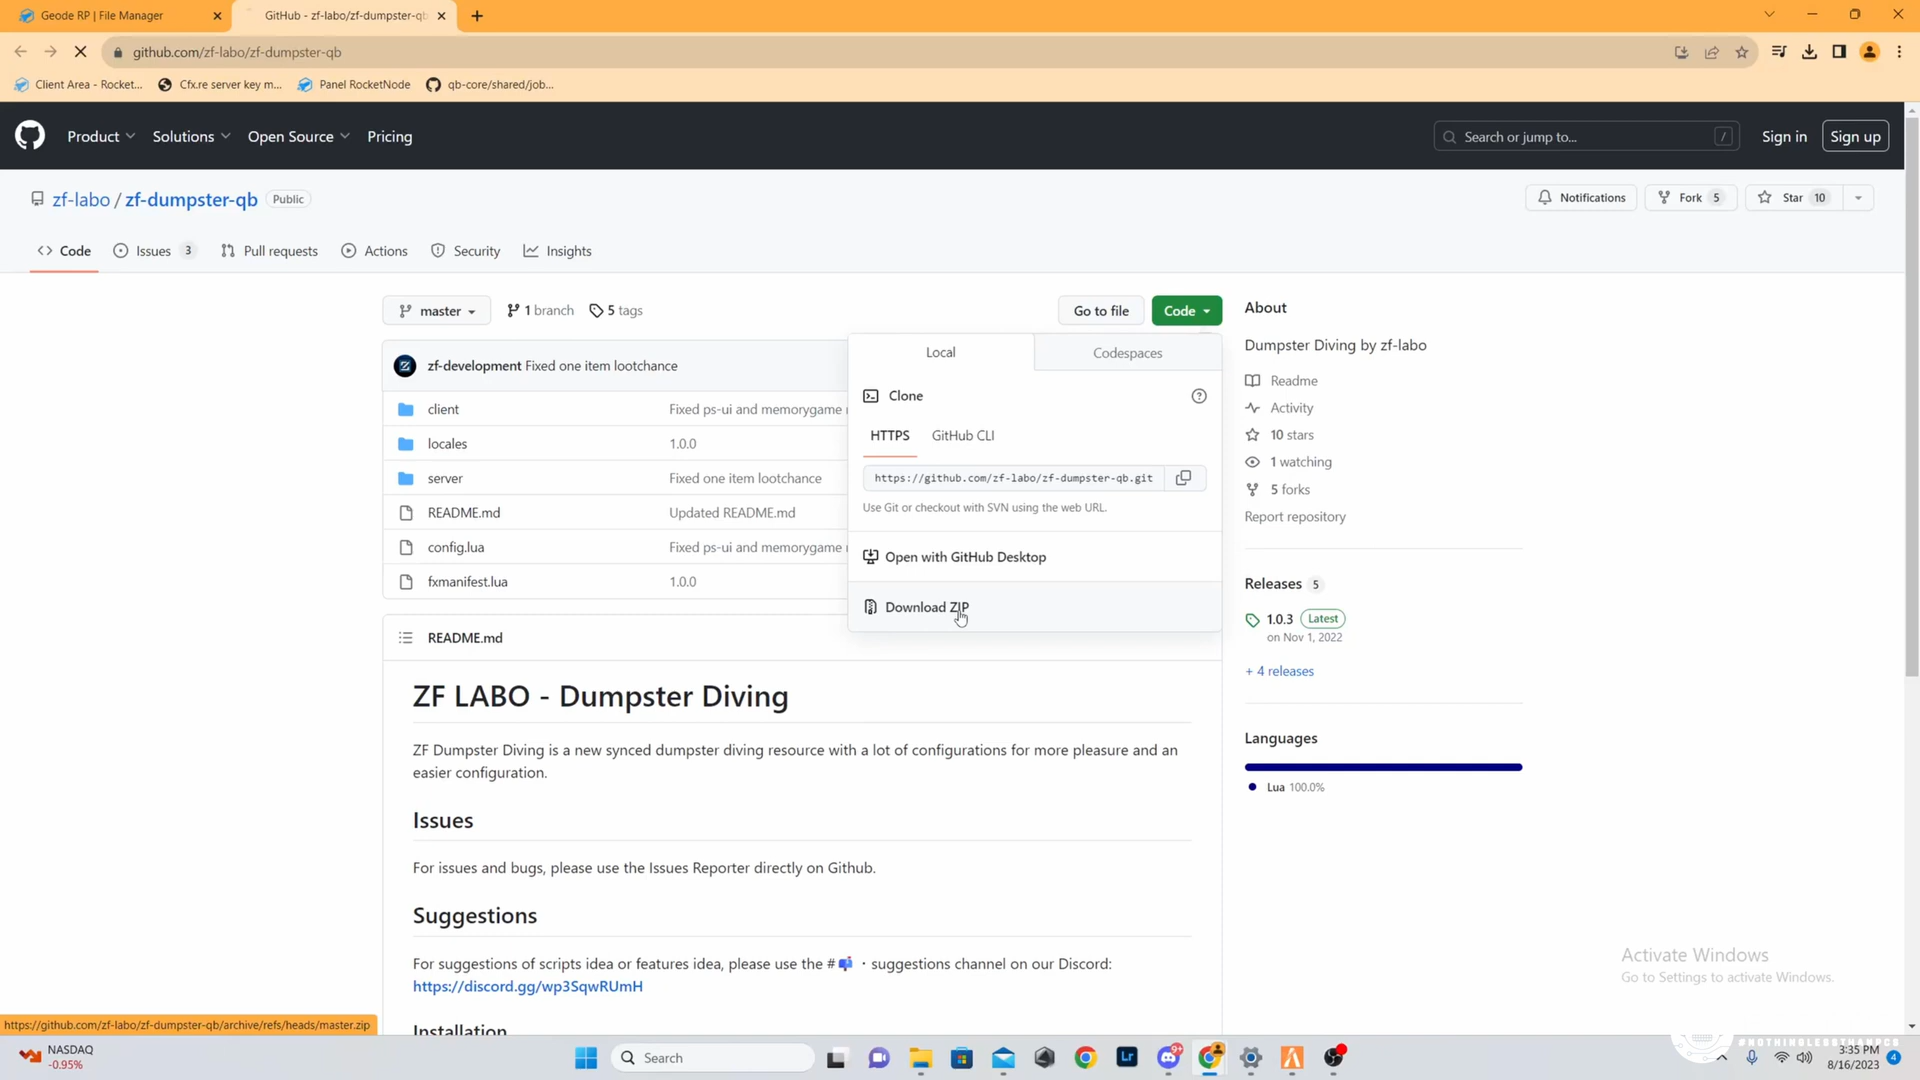 Geode RP | File Manager
GitHub - zf-labo/zf-dumpster-qb
github.com/zf-labo/zf-dumpster-qb
Client Area - Rocket...
Cfx.re server key m...
Panel RocketNode
qb-core/shared/job...
Product
Solutions
Open Source
Pricing
Search or jump to...
/
Sign in
Sign up
zf-labo / zf-dumpster-qb
Public
Notifications
Fork 5
Star 10
Code
Issues 3
Pull requests
Actions
Security
Insights
master
1 branch
5 tags
Go to file
Code
About
Dumpster Diving by zf-labo
Readme
Activity
10 stars
1 watching
5 forks
Report repository
Releases 5
1.0.3 Latest
on Nov 1, 2022
+ 4 releases
Languages
Lua 100.0%
zf-development Fixed one item lootchance
client Fixed ps-ui and memorygame
locales 1.0.0
server Fixed one item lootchance
README.md Updated README.md
config.lua Fixed ps-ui and memorygame
fxmanifest.lua 1.0.0
Local
Codespaces
Clone
HTTPS
GitHub CLI
https://github.com/zf-labo/zf-dumpster-qb.git
Use Git or checkout with SVN using the web URL.
Open with GitHub Desktop
Download ZIP
README.md
ZF LABO - Dumpster Diving
ZF Dumpster Diving is a new synced dumpster diving resource with a lot of configurations for more pleasure and an
easier configuration.
Issues
For issues and bugs, please use the Issues Reporter directly on Github.
Suggestions
For suggestions of scripts idea or features idea, please use the #📫・suggestions channel on our Discord:
https://discord.gg/wp3SqwRUmH
Installation
Activate Windows
Go to Settings to activate Windows.
https://github.com/zf-labo/zf-dumpster-qb/archive/refs/heads/master.zip
NASDAQ
-0.95%
Search
Lr
9+
#NOTHINGLESSTHANPCS
3:35 PM
8/16/2023
4